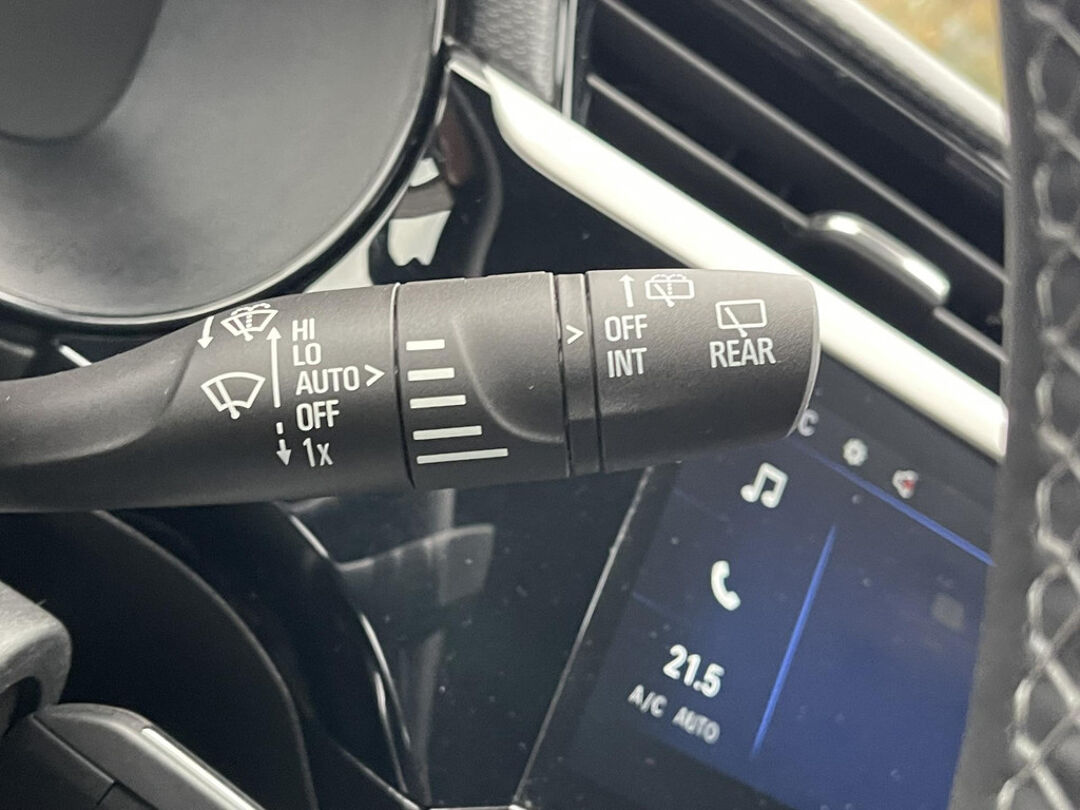 HI
LO
AUTO >
OFF
1x
>
OFF
INT
REAR
C
21.5
A/C AUTO